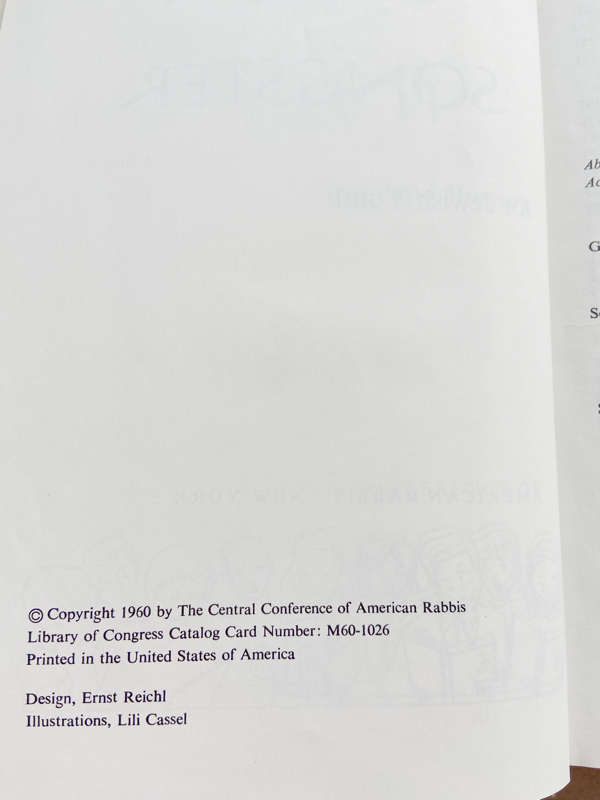 © Copyright 1960 by The Central Conference of American Rabbis
Library of Congress Catalog Card Number: M60-1026
Printed in the United States of America
Design, Ernst Reichl
Illustrations, Lili Cassel